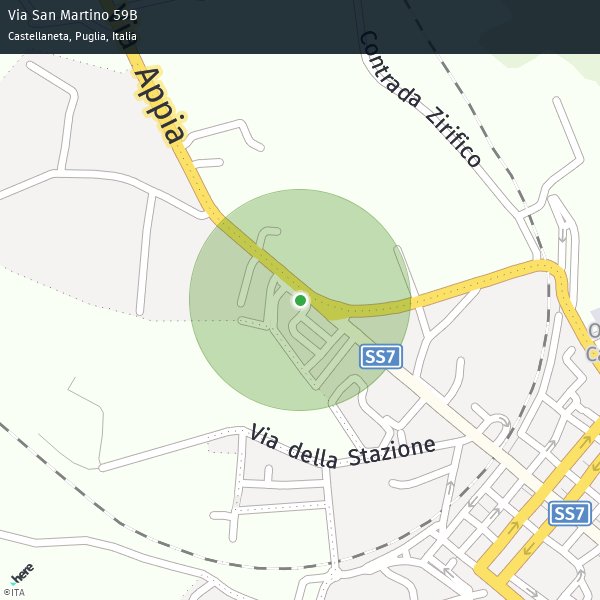 Via San Martino 59B
Castellaneta, Puglia, Italia
Appia
Contrada Zirifico
SS7
Via della Stazione
SS7
here
©ITA